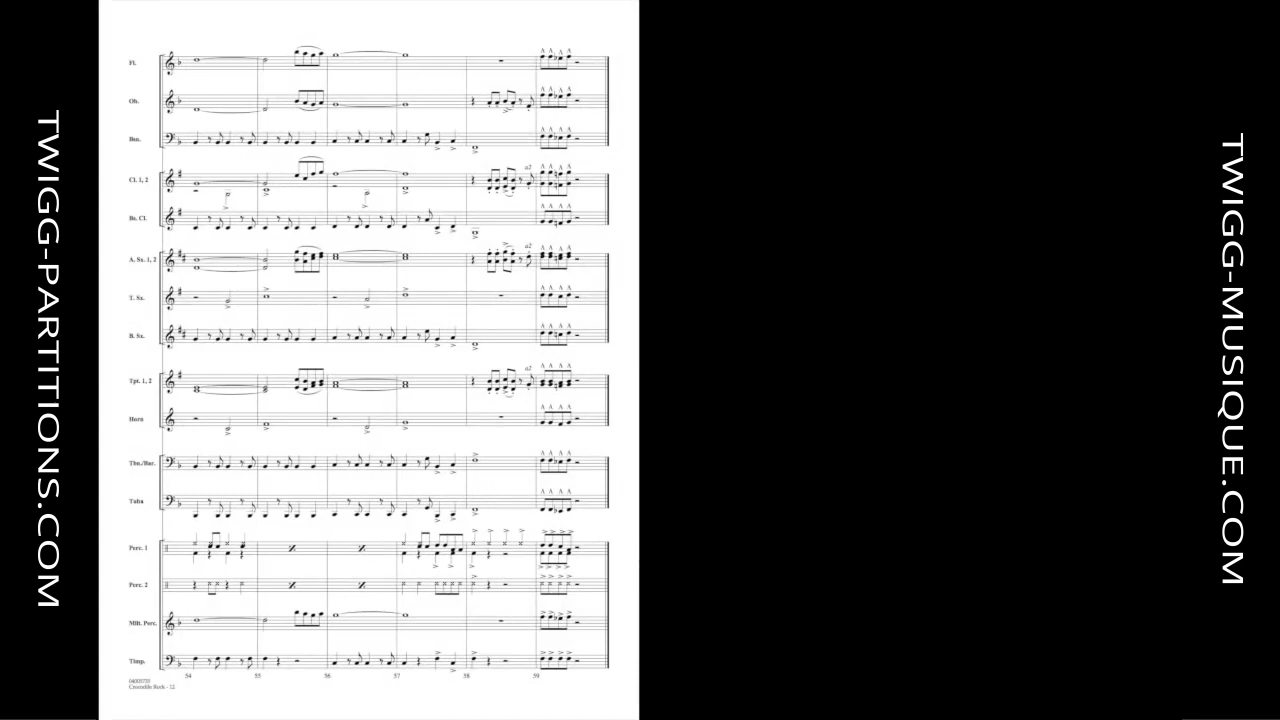 TWIGG-PARTITIONS.COM
Fl.
Ob.
Bsn.
Cl. 1, 2
a2
Bs. Cl.
A. Sx. 1, 2
a2
T. Sx.
B. Sx.
Tpt. 1, 2
a2
Horn
Tbn./Bar.
Tuba
Perc. 1
Perc. 2
Mlt. Perc.
Timp.
54 55 56 57 58 59
Crocodile Rock - 12
TWIGG-MUSIQUE.COM